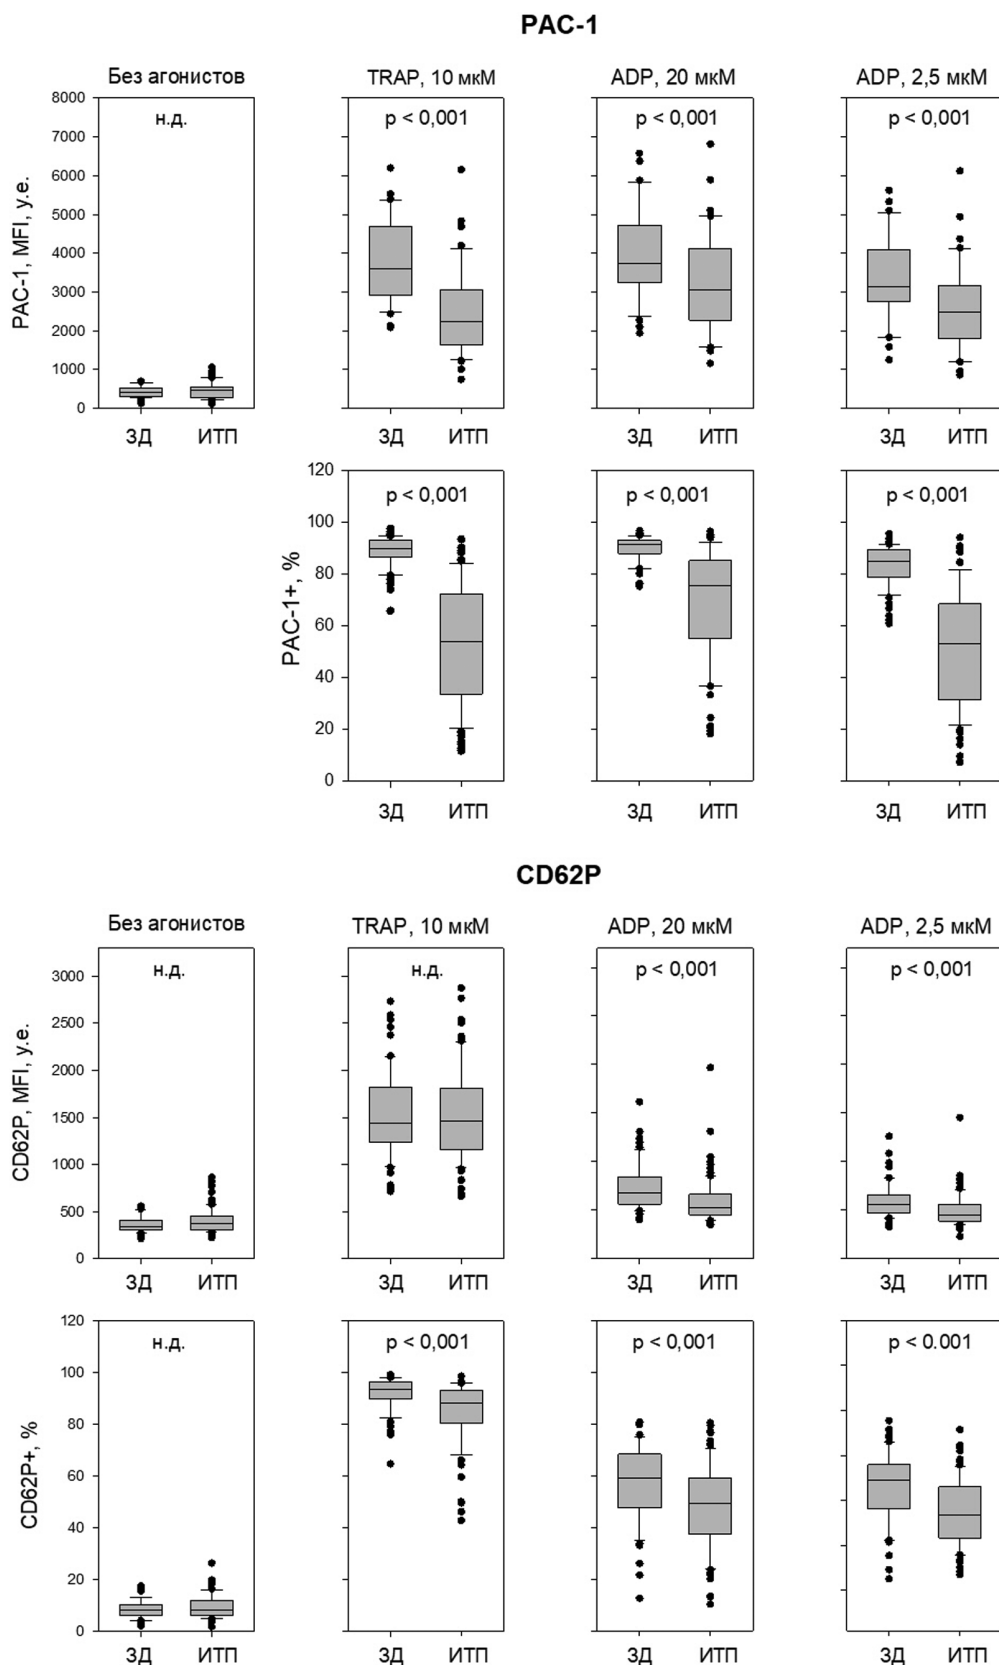 PAC-1
Без агонистов TRAP, 10 мкМ ADP, 20 мкМ ADP, 2,5 мкМ
PAC-1, MFI, у.е.
8000
7000
6000
5000
4000
3000
2000
1000
0
н.д. p < 0,001 p < 0,001 p < 0,001
ЗД ИТП ЗД ИТП ЗД ИТП ЗД ИТП
PAC-1+, %
120
100
80
60
40
20
0
p < 0,001 p < 0,001 p < 0,001
ЗД ИТП ЗД ИТП ЗД ИТП
CD62P
Без агонистов TRAP, 10 мкМ ADP, 20 мкМ ADP, 2,5 мкМ
CD62P, MFI, у.е.
3000
2500
2000
1500
1000
500
0
н.д. н.д. p < 0,001 p < 0,001
ЗД ИТП ЗД ИТП ЗД ИТП ЗД ИТП
CD62P+, %
120
100
80
60
40
20
0
н.д. p < 0,001 p < 0,001 p < 0.001
ЗД ИТП ЗД ИТП ЗД ИТП ЗД ИТП